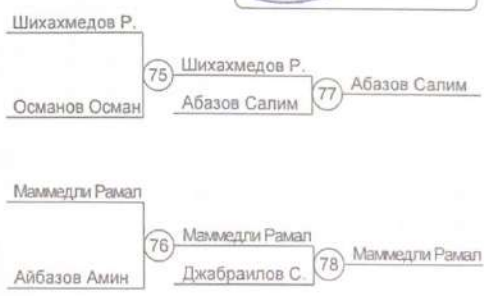 Шихахмедов Р.
75 Шихахмедов Р.
Османов Осман Абазов Салим 77 Абазов Салим
Маммедли Рамал
76 Маммедли Рамал
Айбазов Амин Джабраилов С. 78 Маммедли Рамал